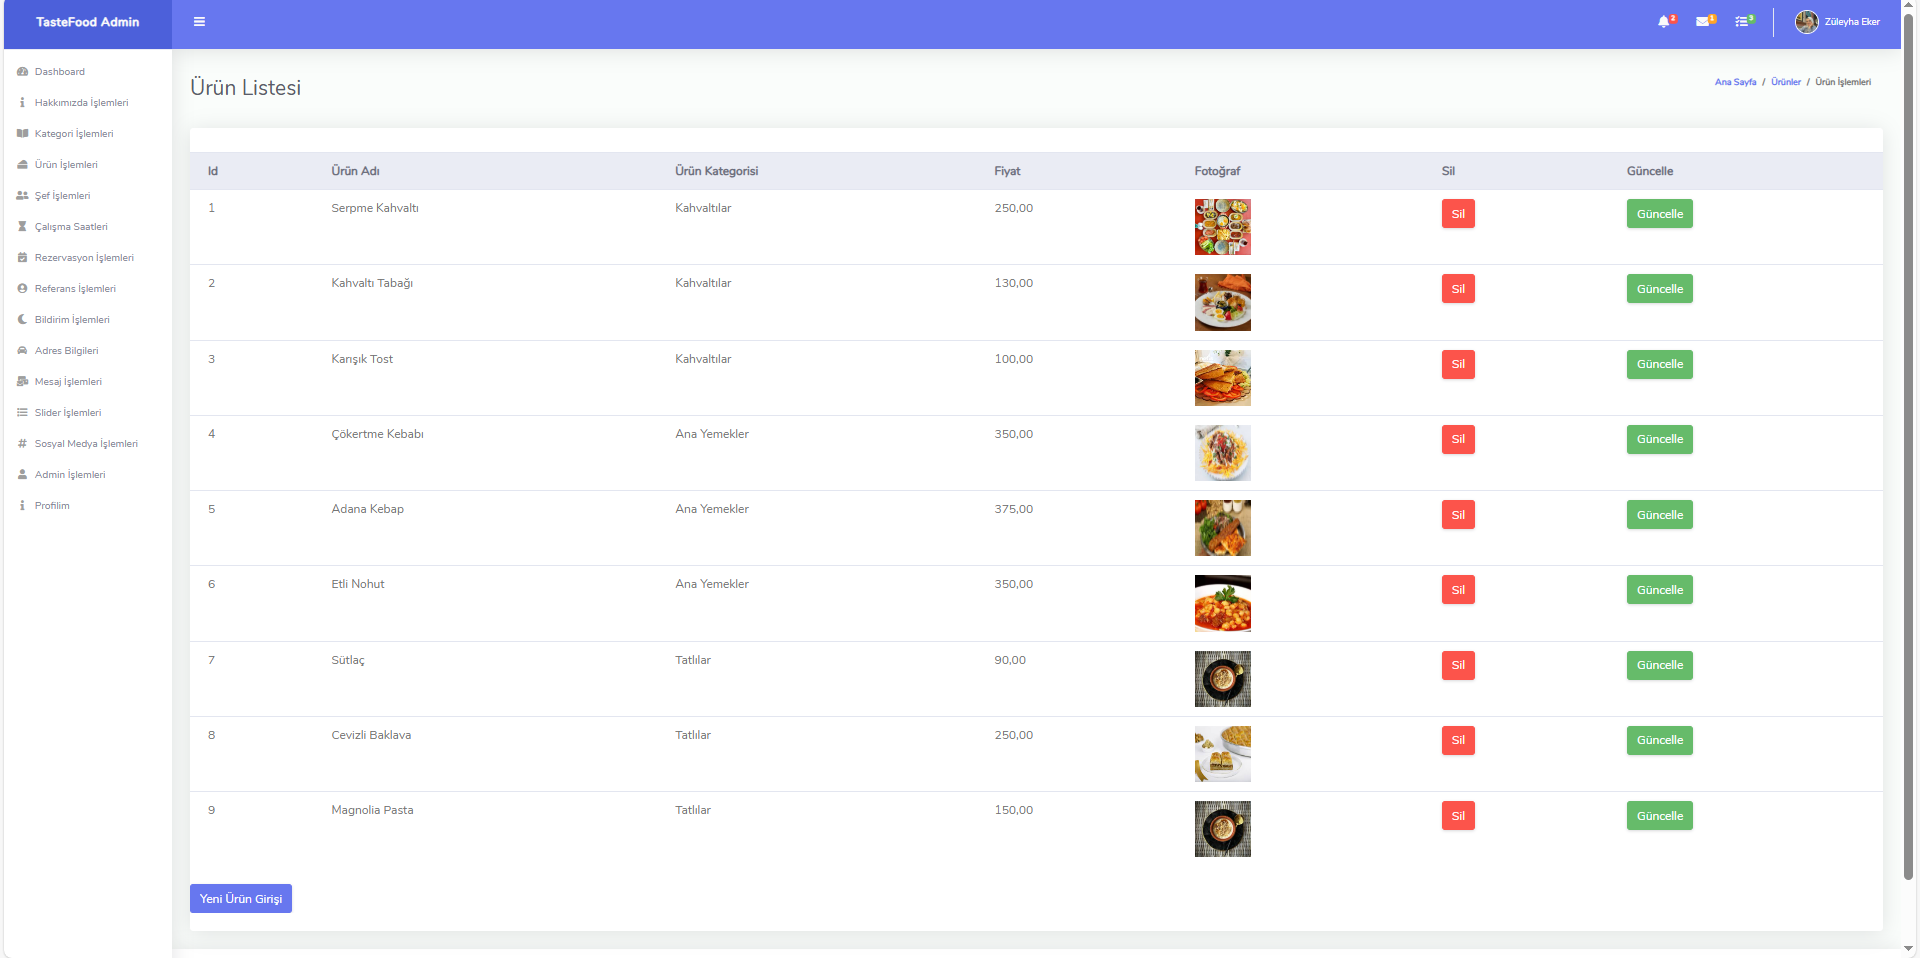 TasteFood Admin
2
1
3
Züleyha Eker
Dashboard
Hakkımızda İşlemleri
Kategori İşlemleri
Ürün İşlemleri
Şef İşlemleri
Çalışma Saatleri
Rezervasyon İşlemleri
Referans İşlemleri
Bildirim İşlemleri
Adres Bilgileri
Mesaj İşlemleri
Slider İşlemleri
Sosyal Medya İşlemleri
Admin İşlemleri
Profilim
Ürün Listesi
Ana Sayfa / Ürünler / Ürün İşlemleri
Id Ürün Adı Ürün Kategorisi Fiyat Fotoğraf Sil Güncelle
1 Serpme Kahvaltı Kahvaltılar 250,00 Sil Güncelle
2 Kahvaltı Tabağı Kahvaltılar 130,00 Sil Güncelle
3 Karışık Tost Kahvaltılar 100,00 Sil Güncelle
4 Çökertme Kebabı Ana Yemekler 350,00 Sil Güncelle
5 Adana Kebap Ana Yemekler 375,00 Sil Güncelle
6 Etli Nohut Ana Yemekler 350,00 Sil Güncelle
7 Sütlaç Tatlılar 90,00 Sil Güncelle
8 Cevizli Baklava Tatlılar 250,00 Sil Güncelle
9 Magnolia Pasta Tatlılar 150,00 Sil Güncelle
Yeni Ürün Girişi